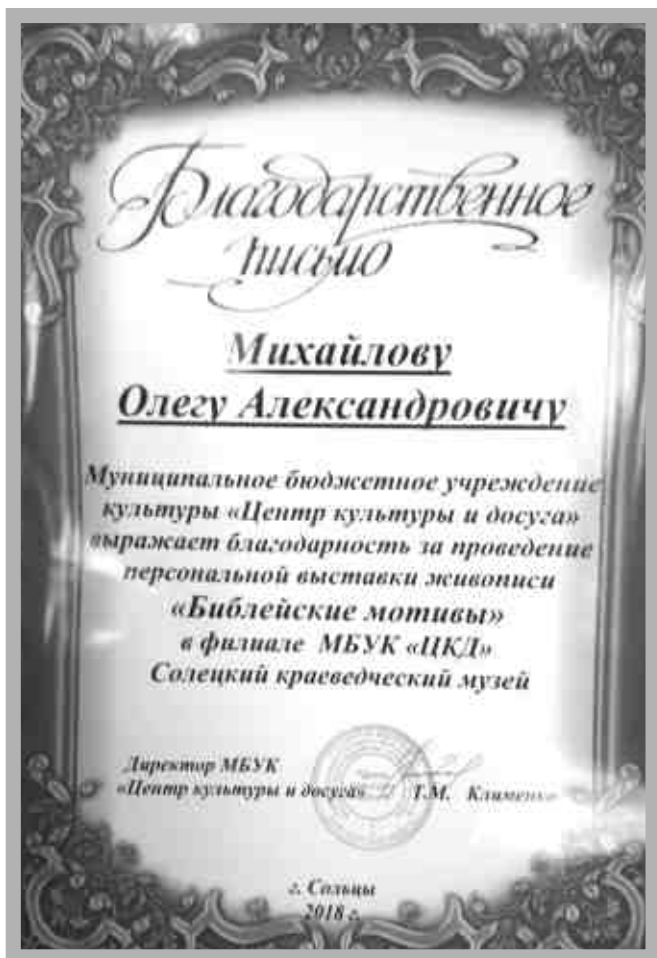 Благодарственное
письмо
Михайлову
Олегу Александровичу
Муниципальное бюджетное учреждение
культуры «Центр культуры и досуга»
выражает благодарность за проведение
персональной выставки живописи
«Библейские мотивы»
в филиале МБУК «ЦКД»
Солецкий краеведческий музей
Директор МБУК
«Центр культуры и досуга» Т.М. Клименко
г. Сольцы
2018 г.